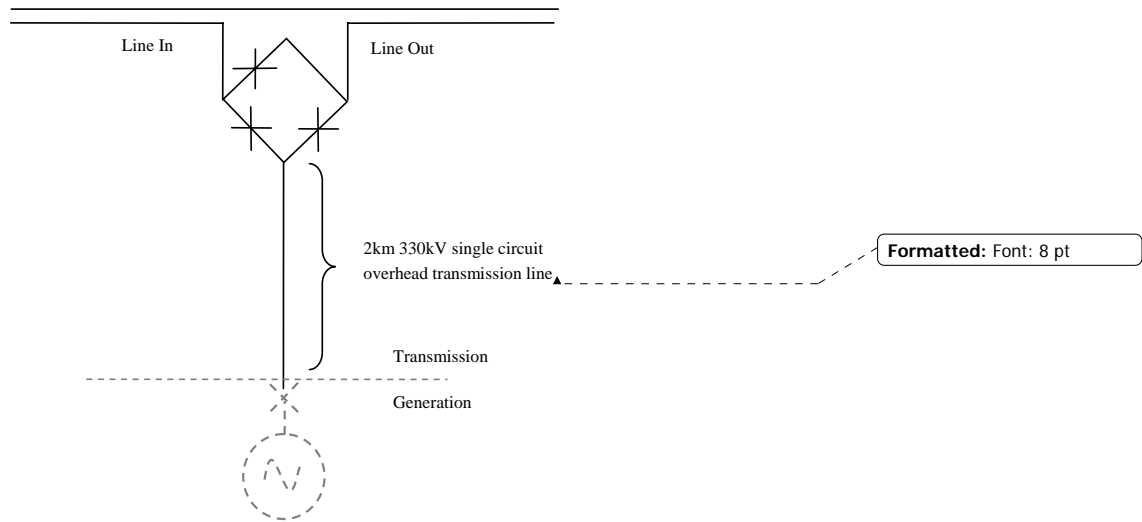 Line In
Line Out
2km 330kV single circuit
overhead transmission line
Formatted: Font: 8 pt
Transmission
Generation